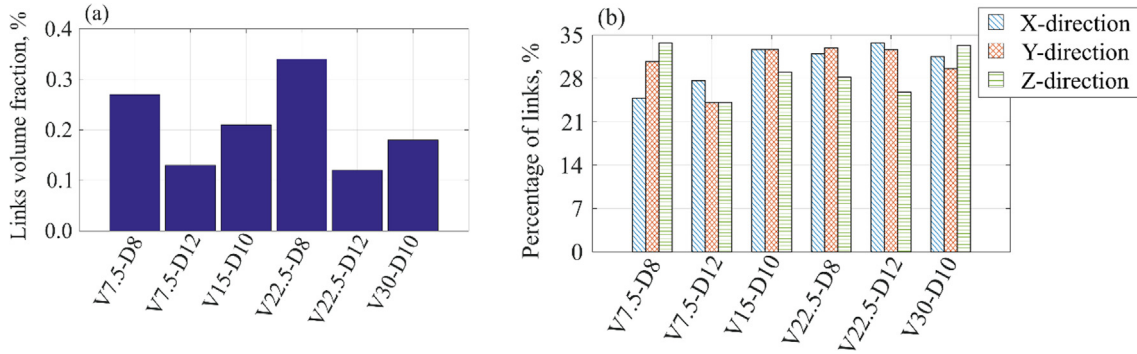 (a)
Links volume fraction, %
0.4
0.3
0.2
0.1
0.0
V7.5-D8
V7.5-D12
V15-D10
V22.5-D8
V22.5-D12
V30-D10
(b)
Percentage of links, %
35
28
21
14
7
0
V7.5-D8
V7.5-D12
V15-D10
V22.5-D8
V22.5-D12
V30-D10
X-direction
Y-direction
Z-direction